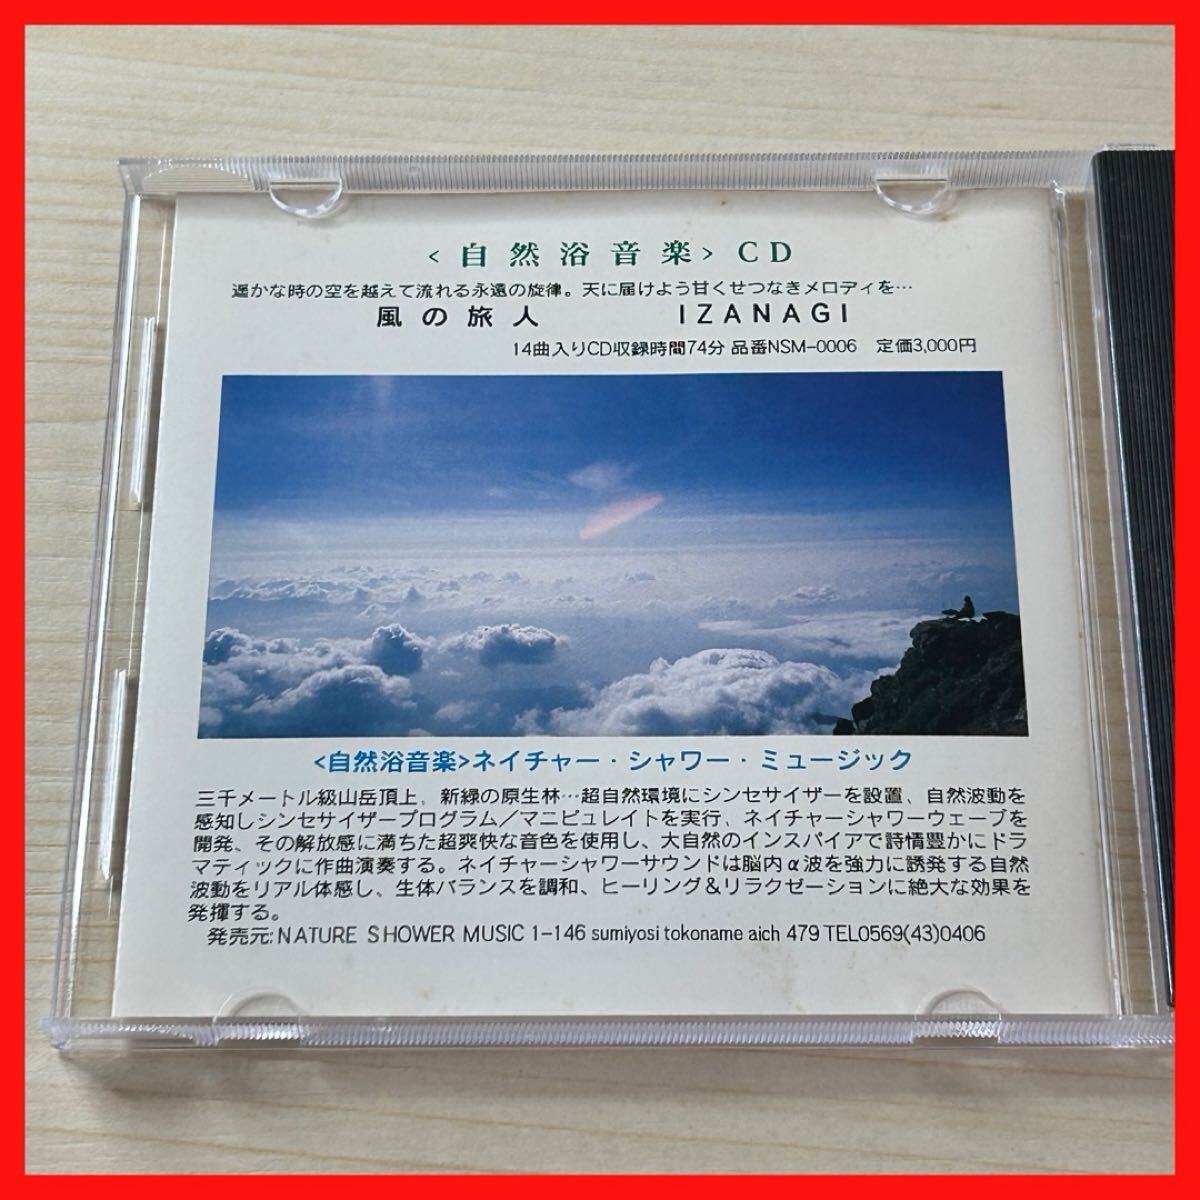 <自然浴音楽> CD
遥かな時の空を越えて流れる永遠の旋律。天に届けよう甘くせつなきメロディを…
風の旅人 IZANAGI
14曲入りCD収録時間74分 品番NSM-0006 定価3,000円
<自然浴音楽>ネイチャー・シャワー・ミュージック
三千メートル級山岳頂上，新緑の原生林…超自然環境にシンセサイザーを設置、自然波動を
感知しシンセサイザープログラム／マニピュレイトを実行、ネイチャーシャワーウェーブを
開発、その解放感に満ちた超爽快な音色を使用し、大自然のインスパイアで詩情豊かにドラ
マティックに作曲演奏する。ネイチャーシャワーサウンドは脳内α波を強力に誘発する自然
波動をリアル体感し、生体バランスを調和、ヒーリング＆リラクゼーションに絶大な効果を
発揮する。
発売元: NATURE SHOWER MUSIC 1-146 sumiyosi tokoname aich 479 TEL0569(43)0406